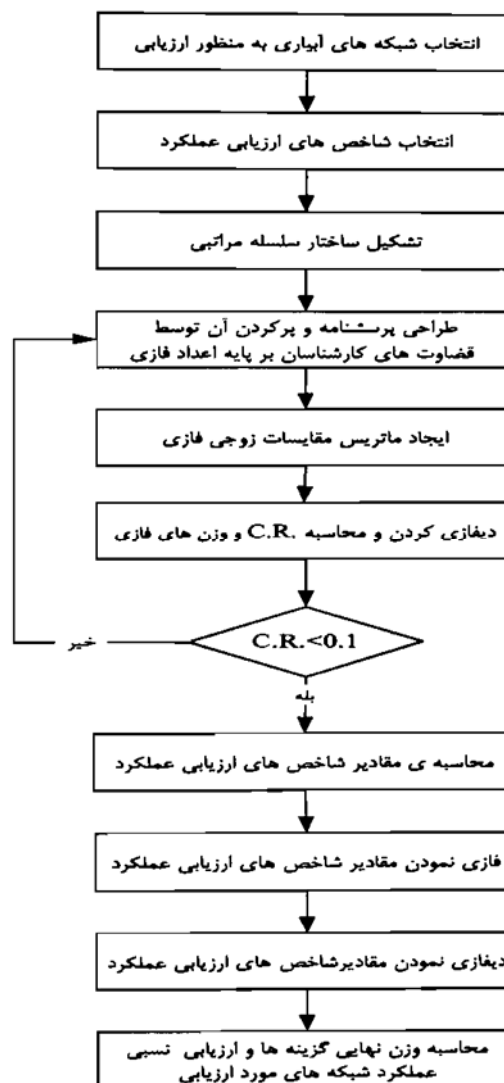 انتخاب شبکه های آبیاری به منظور ارزیابی
انتخاب شاخص های ارزیابی عملکرد
تشکیل ساختار سلسله مراتبی
طراحی پرسشنامه و پرکردن آن توسط
قضاوت های کارشناسان بر پایه اعداد فازی
ایجاد ماتریس مقایسات زوجی فازی
دیفازی کردن و محاسبه C.R. و وزن های فازی
C.R.<0.1
خیر
بله
محاسبه ی مقادیر شاخص های ارزیابی عملکرد
فازی نمودن مقادیر شاخص های ارزیابی عملکرد
دیفازی نمودن مقادیرشاخص های ارزیابی عملکرد
محاسبه وزن نهایی گزینه ها و ارزیابی نسبی
عملکرد شبکه های مورد ارزیابی